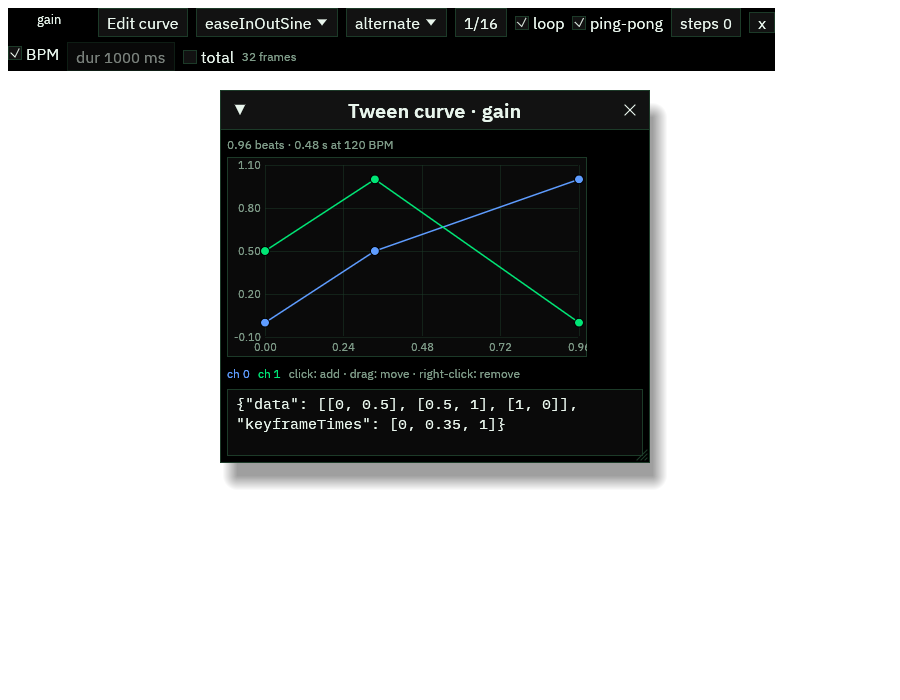 gain Edit curve easeInOutSine alternate 1/16 loop ping-pong steps 0 x
BPM dur 1000 ms total 32 frames
Tween curve · gain
0.96 beats · 0.48 s at 120 BPM
1.10
0.80
0.50
0.20
-0.10
0.00 0.24 0.48 0.72 0.96
ch 0 ch 1 click: add · drag: move · right-click: remove
{"data": [[0, 0.5], [0.5, 1], [1, 0]],
"keyframeTimes": [0, 0.35, 1]}